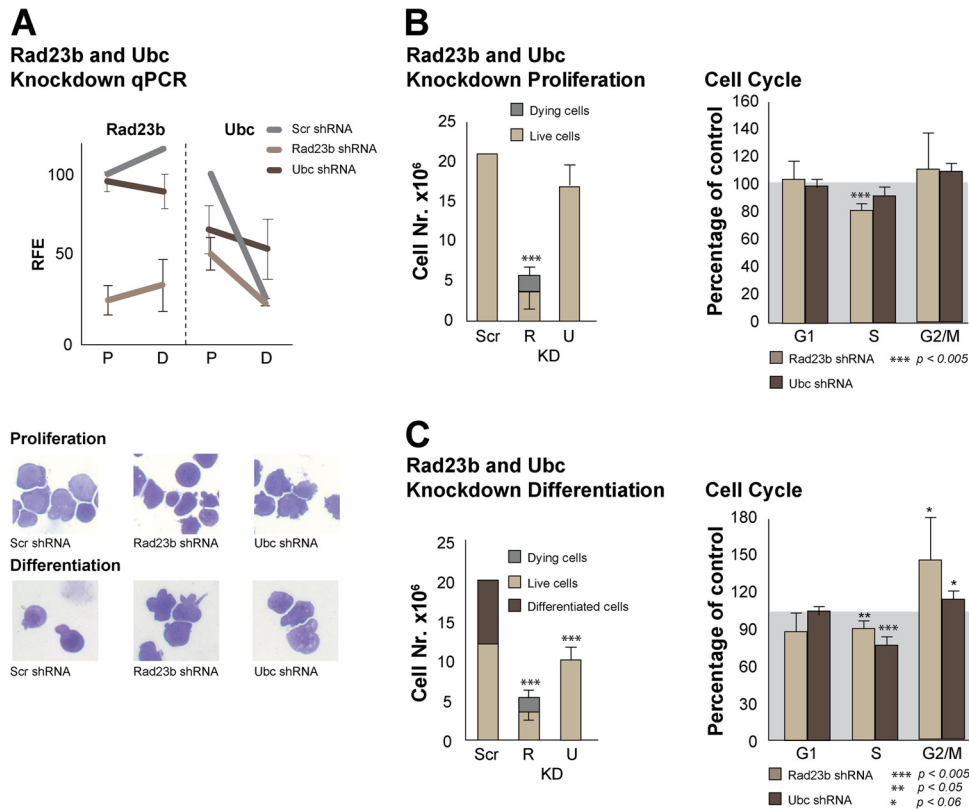 A
Rad23b and Ubc
Knockdown qPCR
Rad23b
Ubc
Scr shRNA
Rad23b shRNA
Ubc shRNA
RFE
100
50
0
P
D
P
D
Proliferation
Scr shRNA
Rad23b shRNA
Ubc shRNA
Differentiation
Scr shRNA
Rad23b shRNA
Ubc shRNA
B
Rad23b and Ubc
Knockdown Proliferation
Dying cells
Live cells
Cell Nr. x10⁶
25
20
15
10
5
0
***
Scr
R
U
KD
Cell Cycle
Percentage of control
160
140
120
100
80
60
40
20
0
***
G1
S
G2/M
Rad23b shRNA
*** p < 0.005
Ubc shRNA
C
Rad23b and Ubc
Knockdown Differentiation
Dying cells
Live cells
Differentiated cells
Cell Nr. x10⁶
25
20
15
10
5
0
***
***
Scr
R
U
KD
Cell Cycle
Percentage of control
180
150
120
90
60
30
0
**
***
*
*
G1
S
G2/M
Rad23b shRNA
*** p < 0.005
** p < 0.05
Ubc shRNA
* p < 0.06